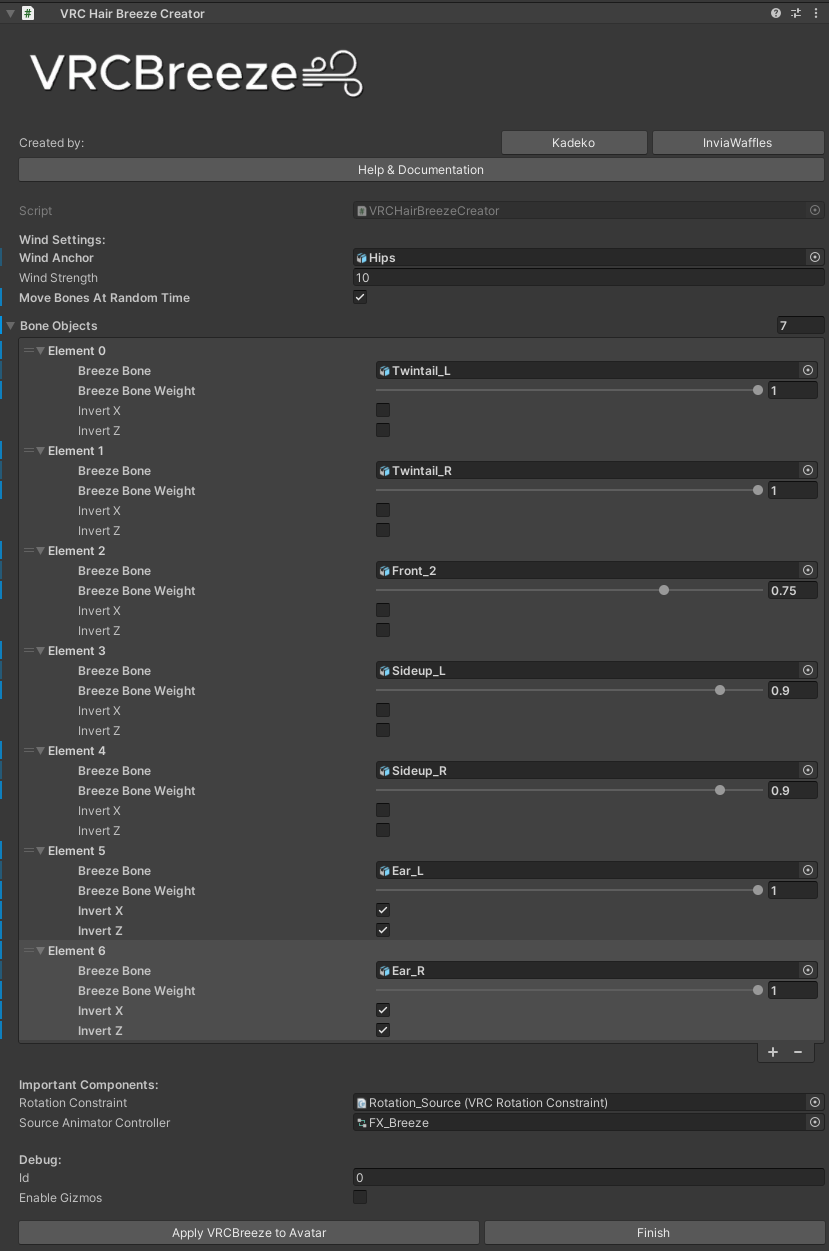 VRC Hair Breeze Creator
VRCBreeze
Created by: Kadeko InviaWaffles
Help & Documentation
Script VRCHairBreezeCreator
Wind Settings:
Wind Anchor Hips
Wind Strength 10
Move Bones At Random Time
Bone Objects 7
Element 0
Breeze Bone Twintail_L
Breeze Bone Weight 1
Invert X
Invert Z
Element 1
Breeze Bone Twintail_R
Breeze Bone Weight 1
Invert X
Invert Z
Element 2
Breeze Bone Front_2
Breeze Bone Weight 0.75
Invert X
Invert Z
Element 3
Breeze Bone Sideup_L
Breeze Bone Weight 0.9
Invert X
Invert Z
Element 4
Breeze Bone Sideup_R
Breeze Bone Weight 0.9
Invert X
Invert Z
Element 5
Breeze Bone Ear_L
Breeze Bone Weight 1
Invert X
Invert Z
Element 6
Breeze Bone Ear_R
Breeze Bone Weight 1
Invert X
Invert Z
+ −
Important Components:
Rotation Constraint Rotation_Source (VRC Rotation Constraint)
Source Animator Controller FX_Breeze
Debug:
Id 0
Enable Gizmos
Apply VRCBreeze to Avatar Finish